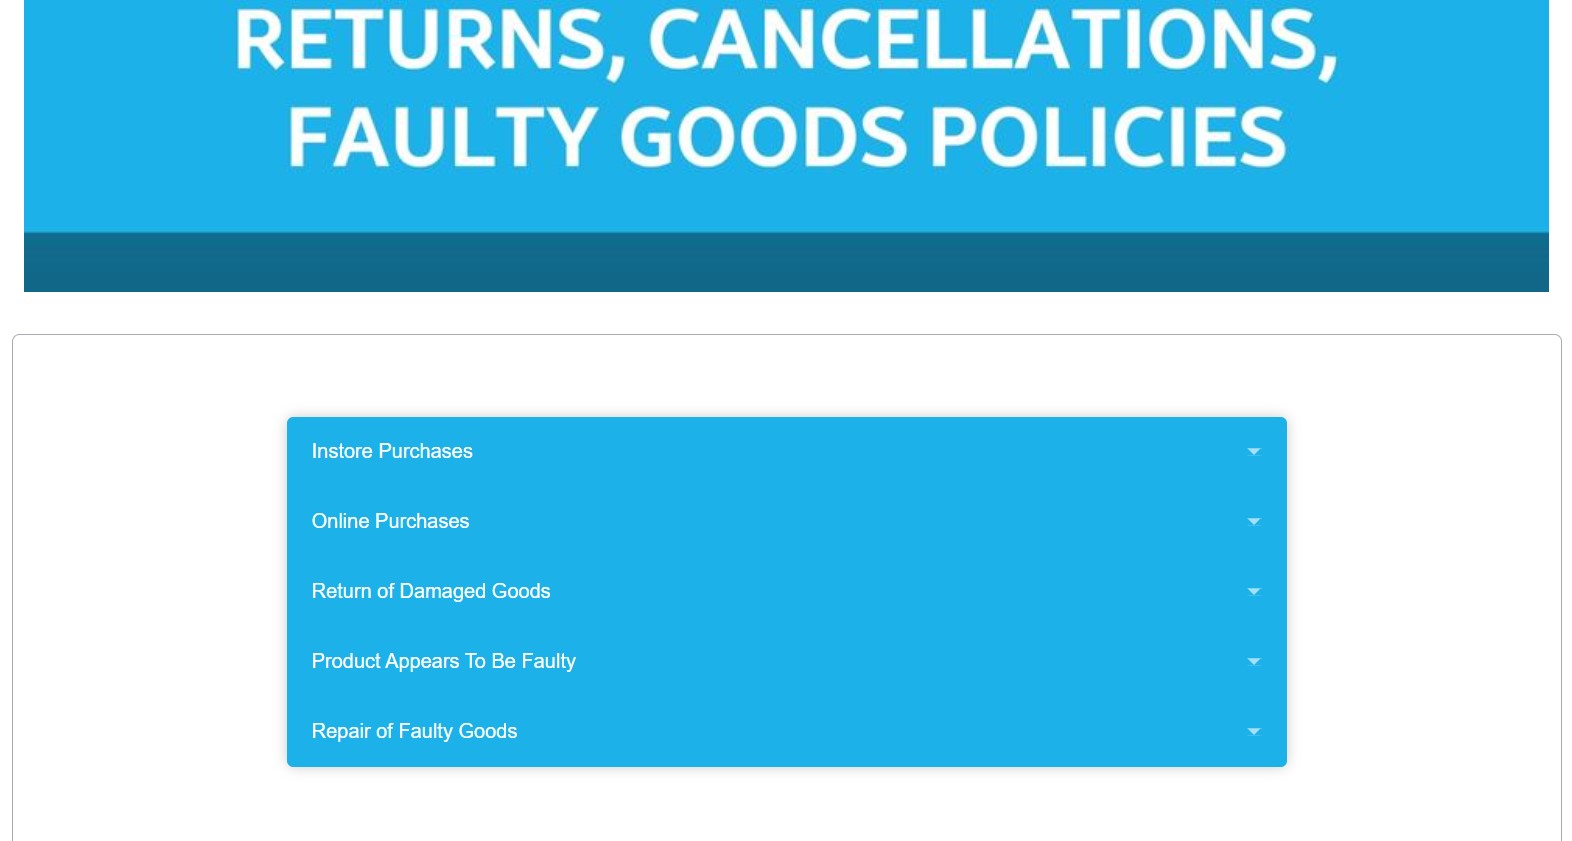 RETURNS, CANCELLATIONS,
FAULTY GOODS POLICIES
Instore Purchases
Online Purchases
Return of Damaged Goods
Product Appears To Be Faulty
Repair of Faulty Goods